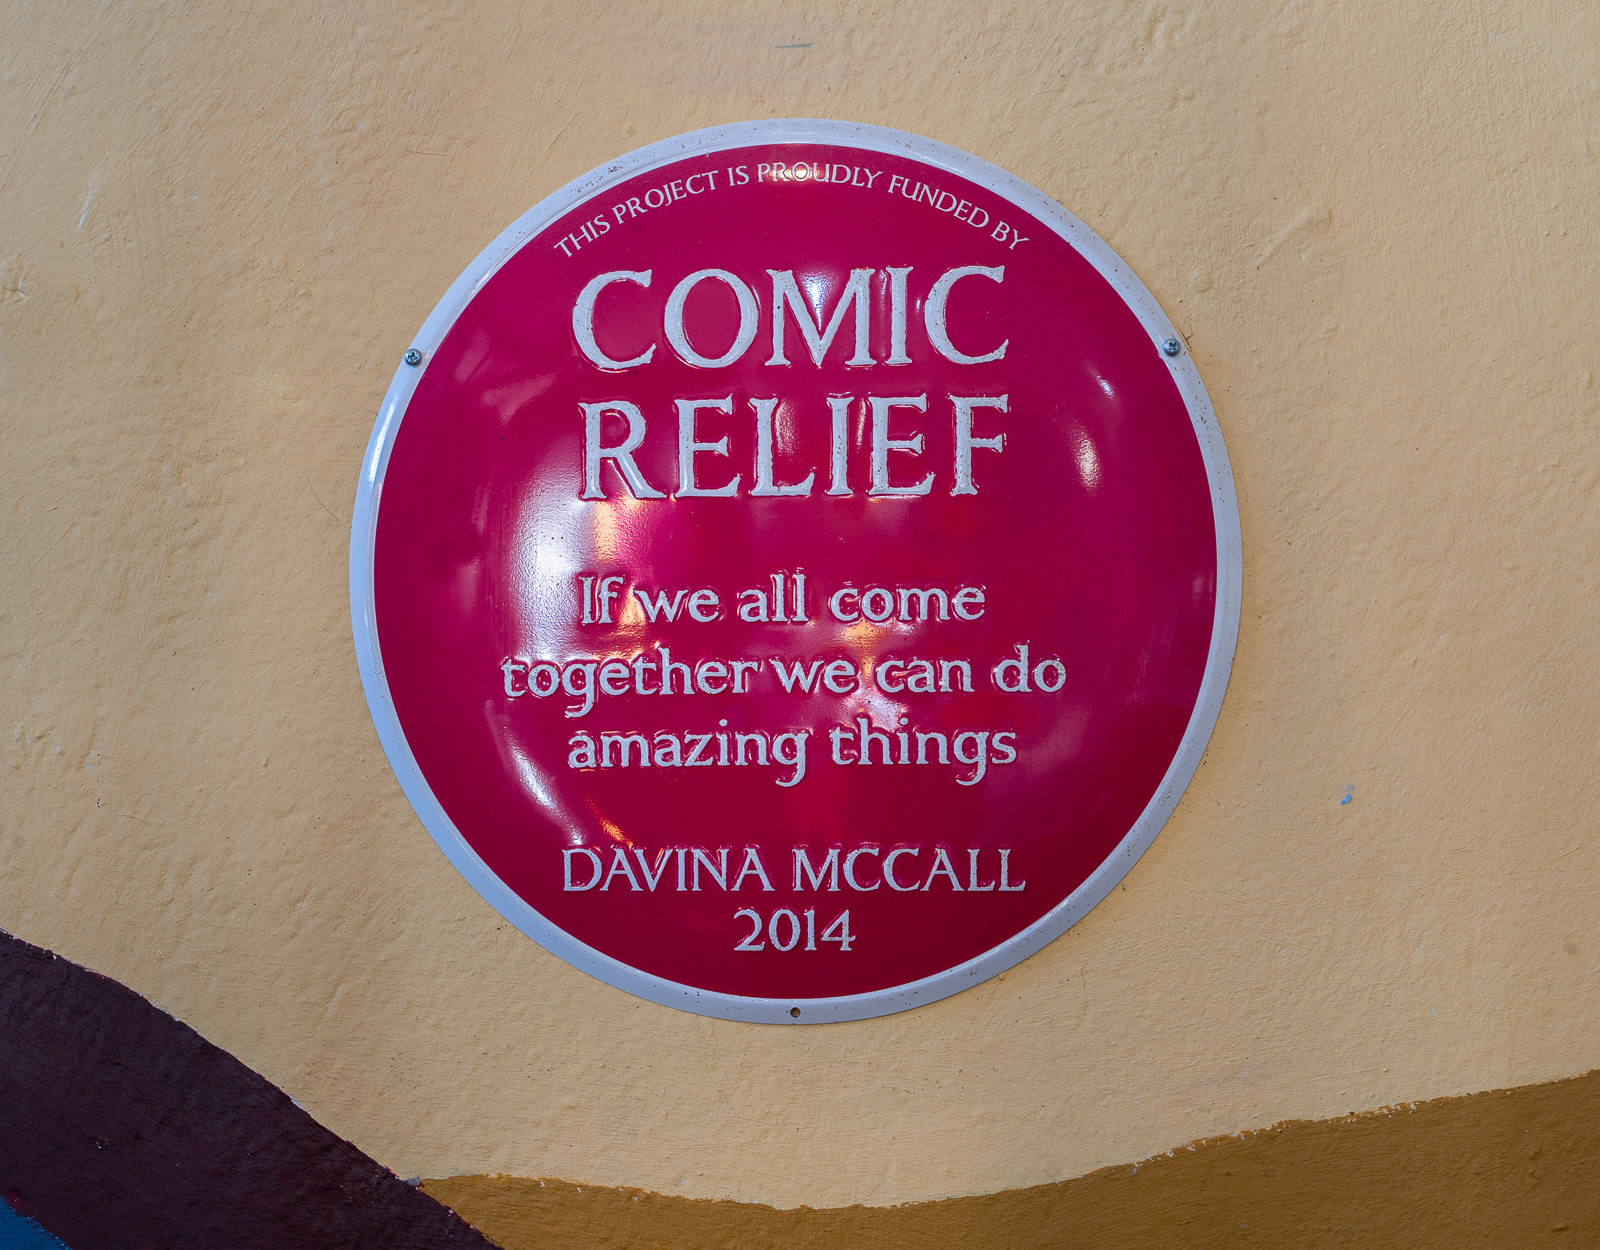 THIS PROJECT IS PROUDLY FUNDED BY
COMIC
RELIEF
If we all come
together we can do
amazing things
DAVINA MCCALL
2014